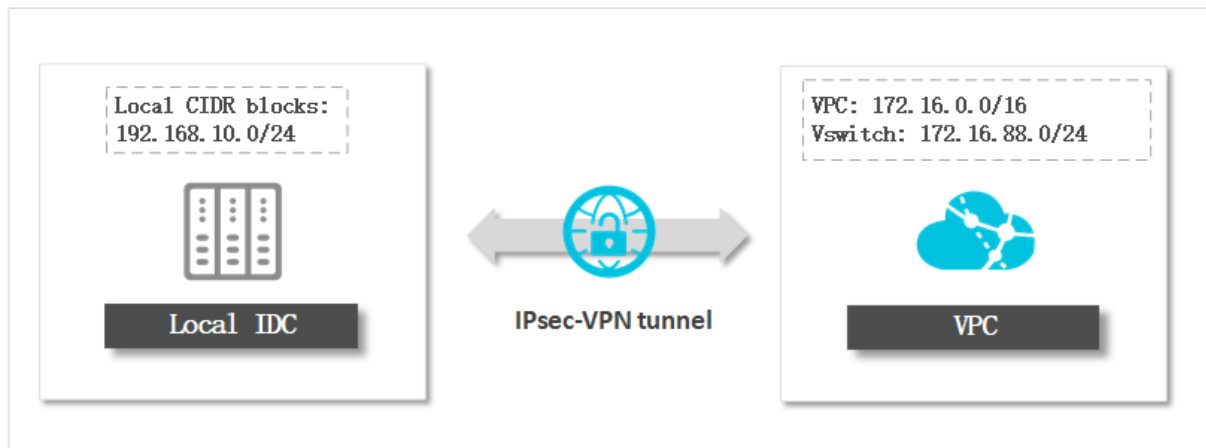 Local CIDR blocks:
192.168.10.0/24
Local IDC
IPsec-VPN tunnel
VPC: 172.16.0.0/16
Vswitch: 172.16.88.0/24
VPC